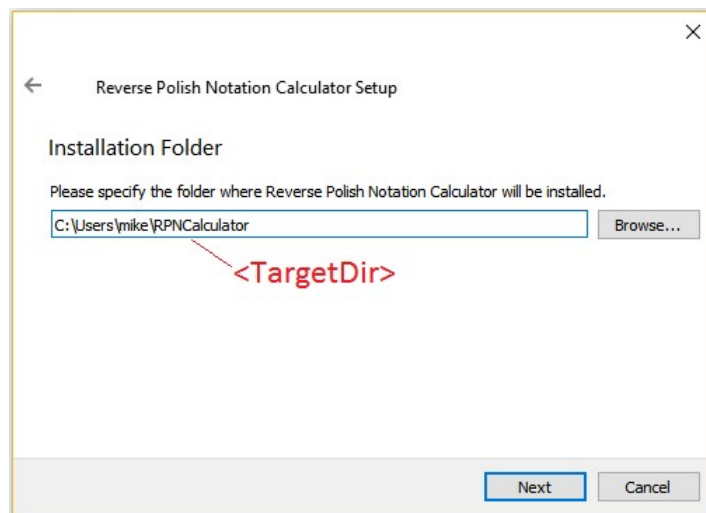 Reverse Polish Notation Calculator Setup
Installation Folder
Please specify the folder where Reverse Polish Notation Calculator will be installed.
C:\Users\mike\RPNCalculator
Browse...
<TargetDir>
Next
Cancel